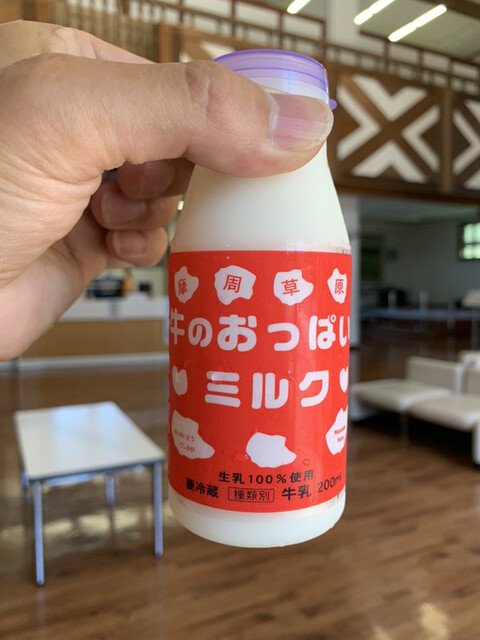 藤周草原
牛のおっぱい
ミルク
生乳100%使用
要冷蔵 種類別 牛乳 200ml